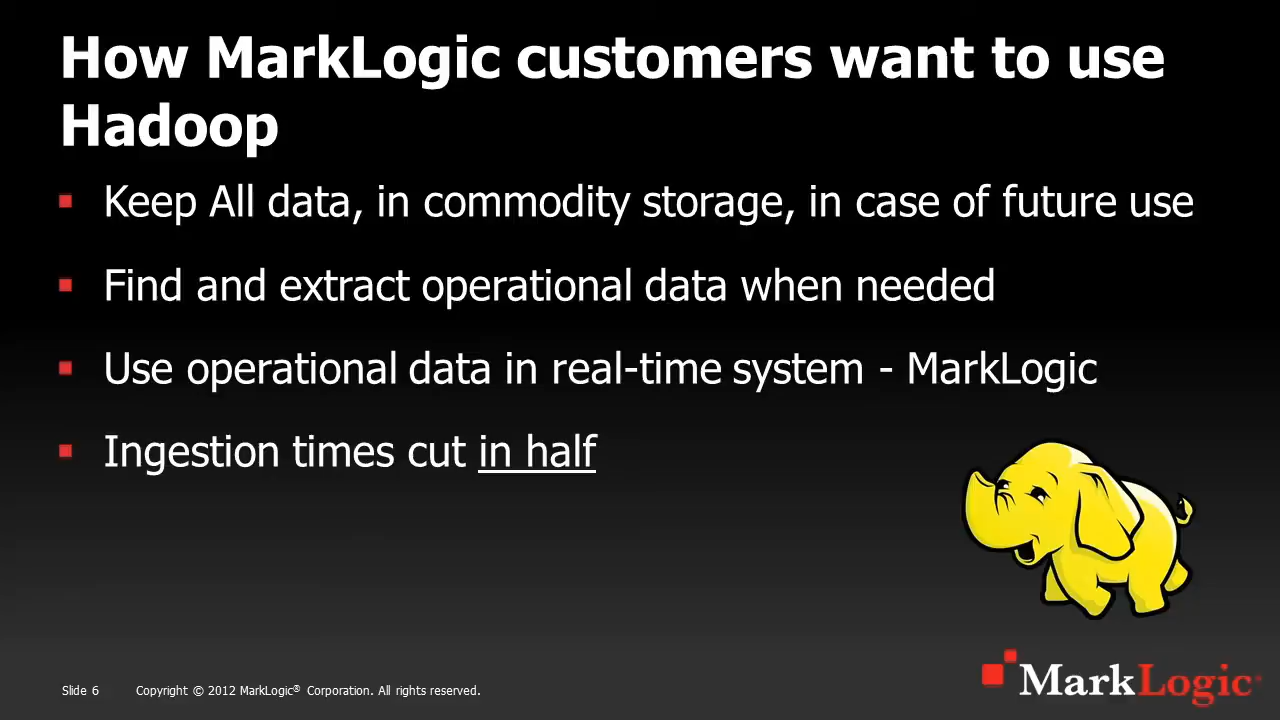 How MarkLogic customers want to use
Hadoop
Keep All data, in commodity storage, in case of future use
Find and extract operational data when needed
Use operational data in real-time system - MarkLogic
Ingestion times cut in half
Slide 6 Copyright © 2012 MarkLogic® Corporation. All rights reserved.
MarkLogic